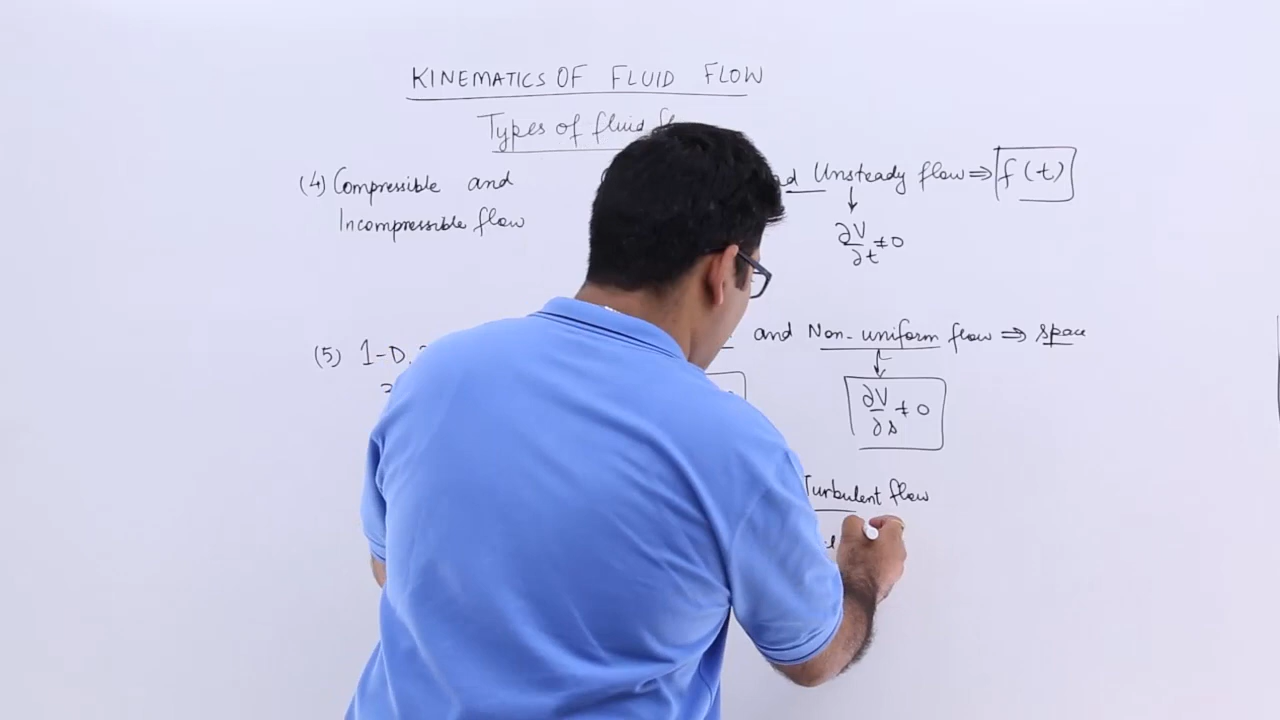 KINEMATICS OF FLUID FLOW
Types of fluid
(4) Compressible and
Incompressible flow
Unsteady flow ⇒ f(t)
∂V/∂t ≠ 0
(5) 1-D,
and Non-uniform flow ⇒ space
∂V/∂s ≠ 0
Turbulent flow